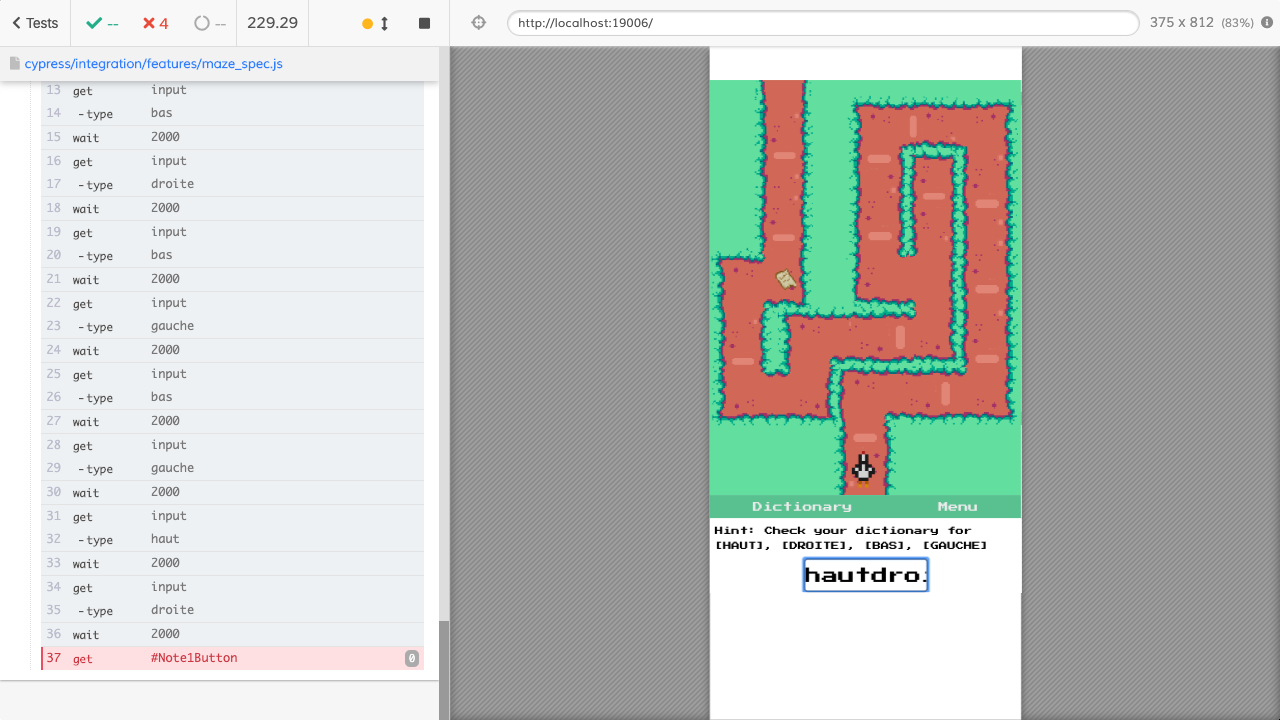 Tests
--
4
--
229.29
http://localhost:19006/
375 x 812 (83%)
cypress/integration/features/maze_spec.js
13 get input
14 -type bas
15 wait 2000
16 get input
17 -type droite
18 wait 2000
19 get input
20 -type bas
21 wait 2000
22 get input
23 -type gauche
24 wait 2000
25 get input
26 -type bas
27 wait 2000
28 get input
29 -type gauche
30 wait 2000
31 get input
32 -type haut
33 wait 2000
34 get input
35 -type droite
36 wait 2000
37 get #Note1Button 0
Dictionary Menu
Hint: Check your dictionary for
[HAUT], [DROITE], [BAS], [GAUCHE]
hautdroi